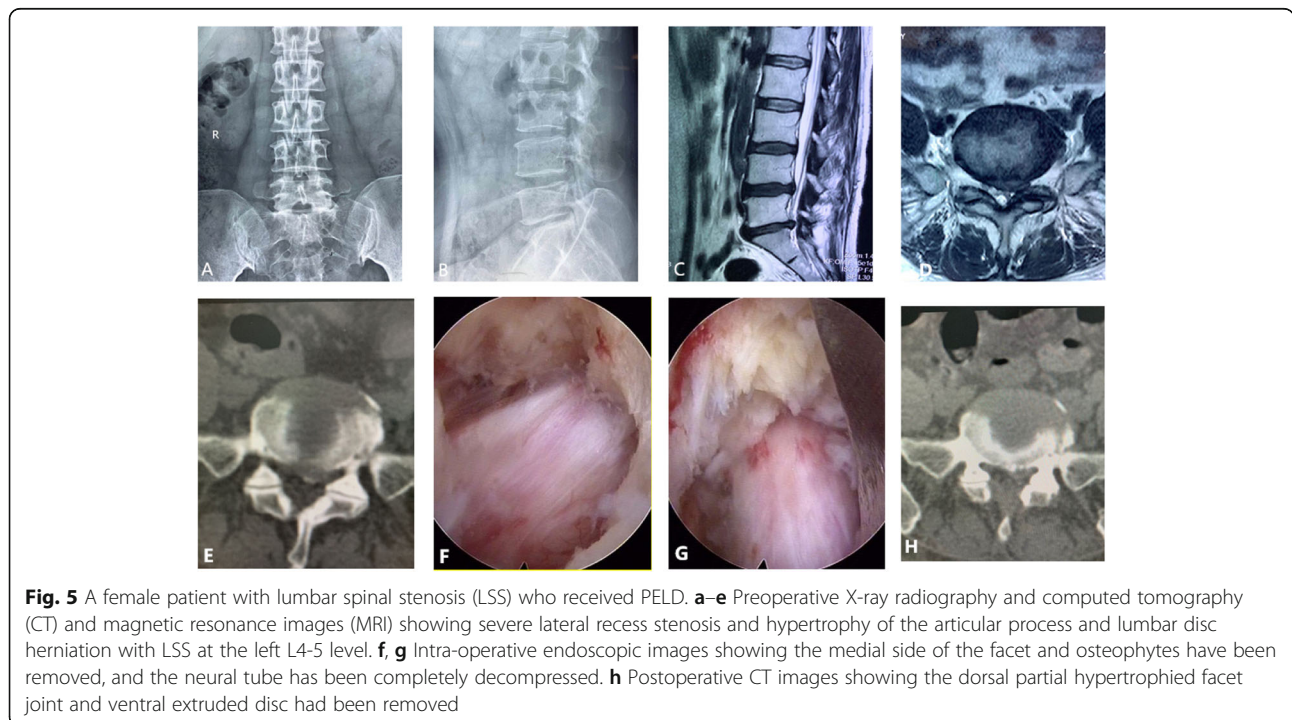 R
A
B
C
D
E
F
G
H
Fig. 5 A female patient with lumbar spinal stenosis (LSS) who received PELD. a–e Preoperative X-ray radiography and computed tomography
(CT) and magnetic resonance images (MRI) showing severe lateral recess stenosis and hypertrophy of the articular process and lumbar disc
herniation with LSS at the left L4-5 level. f, g Intra-operative endoscopic images showing the medial side of the facet and osteophytes have been
removed, and the neural tube has been completely decompressed. h Postoperative CT images showing the dorsal partial hypertrophied facet
joint and ventral extruded disc had been removed